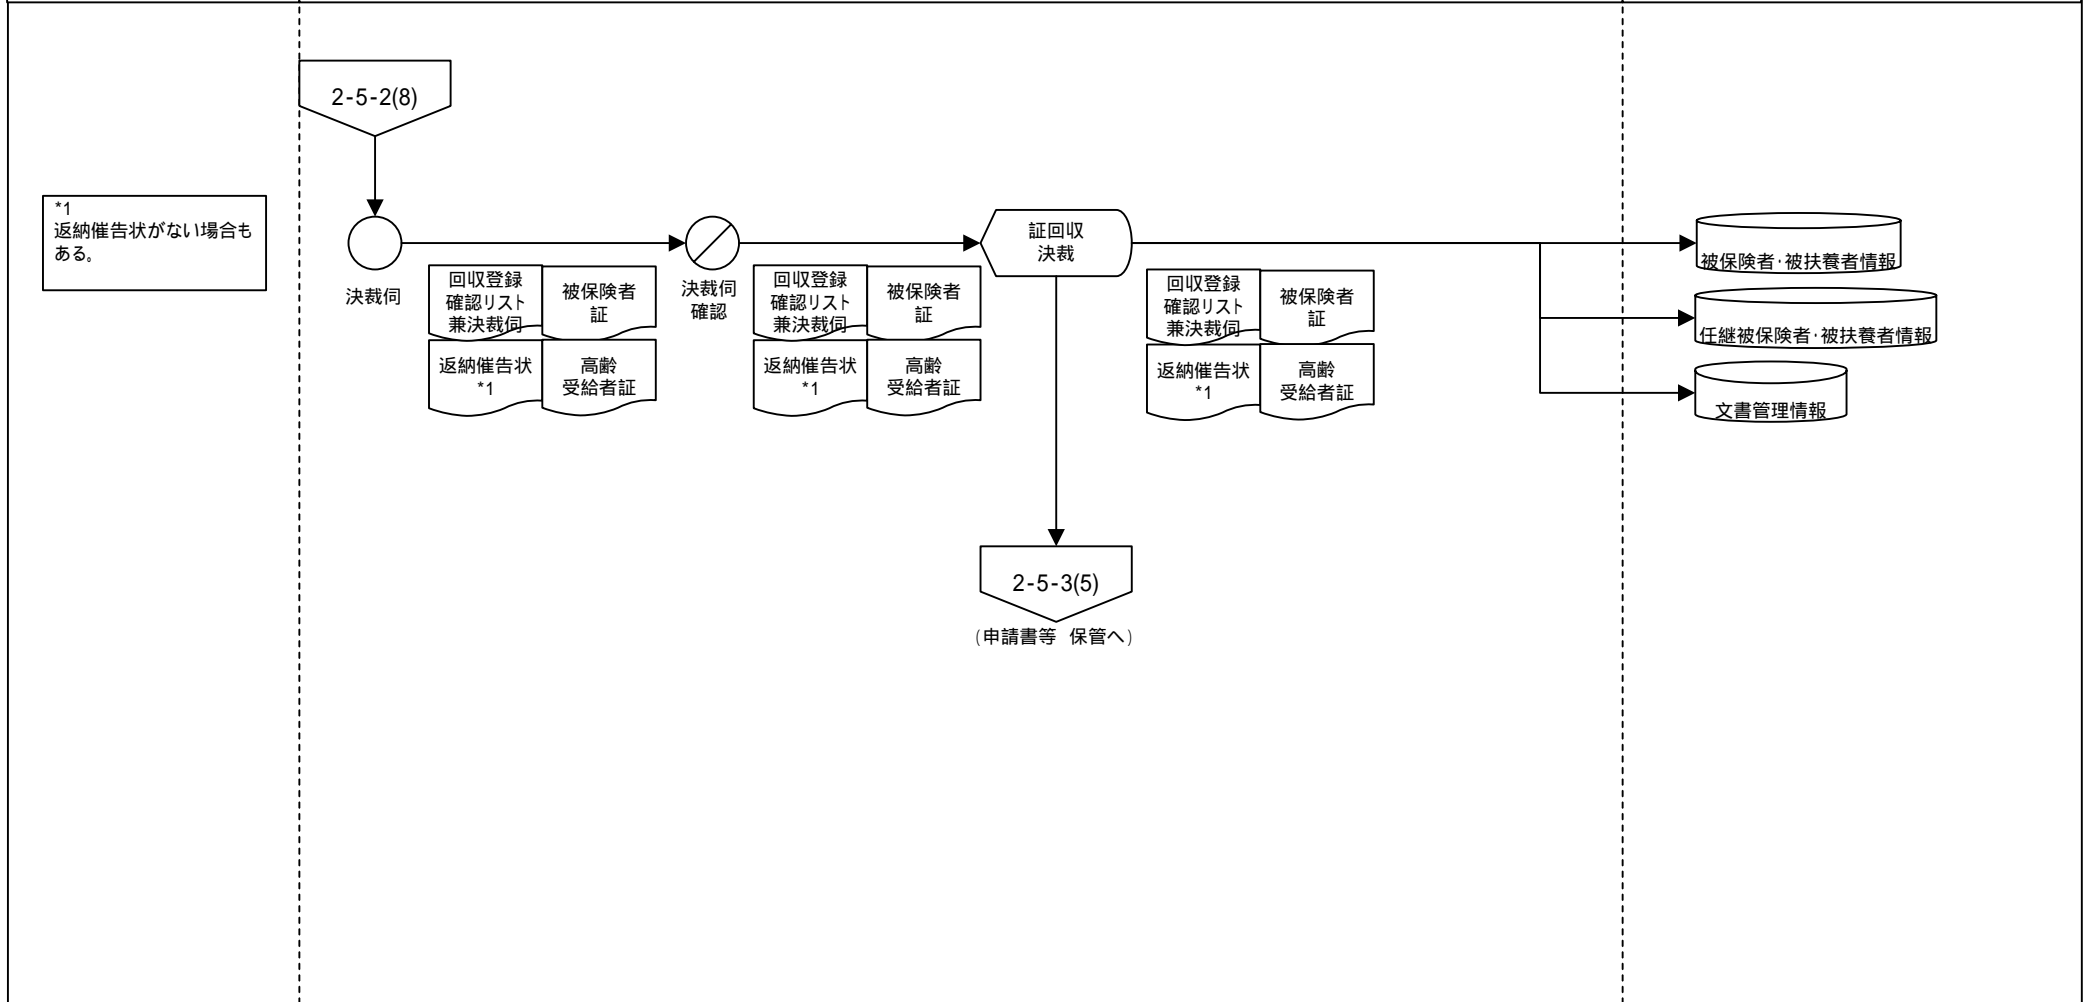 2-5-2(8)
*1
返納催告状がない場合も
ある。
決裁伺
回収登録
確認リスト
兼決裁伺
被保険者
証
返納催告状
*1
高齢
受給者証
決裁伺
確認
回収登録
確認リスト
兼決裁伺
被保険者
証
返納催告状
*1
高齢
受給者証
証回収
決裁
回収登録
確認リスト
兼決裁伺
被保険者
証
返納催告状
*1
高齢
受給者証
被保険者・被扶養者情報
任継被保険者・被扶養者情報
文書管理情報
2-5-3(5)
(申請書等 保管へ)